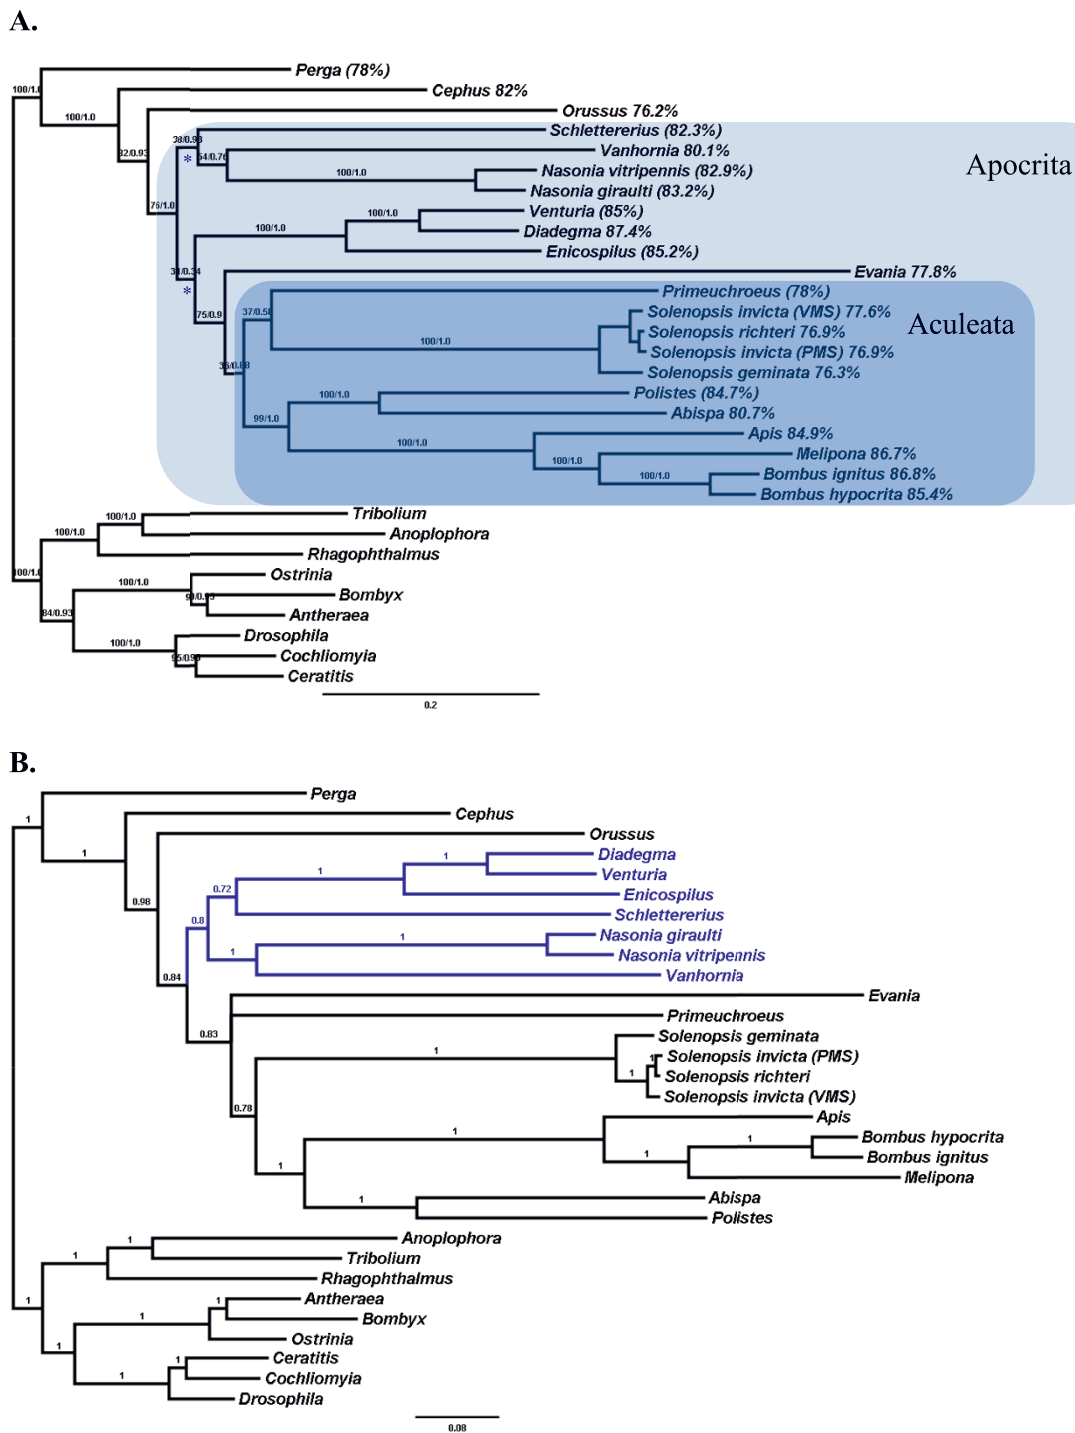 A.
Perga (78%)
100/1.0
Cephus 82%
100/1.0
Orussus 76.2%
Schlettererius (82.3%)
Vanhornia 80.1%
Apocrita
Nasonia vitripennis (82.9%)
100/1.0
Nasonia giraulti (83.2%)
76/1.0
*
Venturia (85%)
100/1.0
Diadegma 87.4%
100/1.0
Enicospilus (85.2%)
Evania 77.8%
*
Primeuchroeus (78%)
75/0.9
Solenopsis invicta (VMS) 77.6%
Aculeata
Solenopsis richteri 76.9%
100/1.0
Solenopsis invicta (PMS) 76.9%
Solenopsis geminata 76.3%
Polistes (84.7%)
100/1.0
Abispa 80.7%
99/1.0
Apis 84.9%
100/1.0
Melipona 86.7%
100/1.0
Bombus ignitus 86.8%
100/1.0
Bombus hypocrita 85.4%
Tribolium
100/1.0
Anoplophora
100/1.0
Rhagophthalmus
100/1.0
Ostrinia
100/1.0
Bombyx
84/0.93
Antheraea
Drosophila
100/1.0
Cochliomyia
Ceratitis
0.2
B.
Perga
1
Cephus
1
Orussus
0.98
Diadegma
1
Venturia
1
Enicospilus
0.72
Schlettererius
0.8
Nasonia giraulti
1
Nasonia vitripennis
1
Vanhornia
0.84
Evania
0.83
Primeuchroeus
Solenopsis geminata
1
Solenopsis invicta (PMS)
1
Solenopsis richteri
1
Solenopsis invicta (VMS)
0.78
Apis
1
Bombus hypocrita
1
Bombus ignitus
1
Melipona
1
Abispa
1
Polistes
Anoplophora
1
Tribolium
1
Rhagophthalmus
1
Antheraea
1
Bombyx
1
Ostrinia
1
Ceratitis
1
Cochliomyia
1
Drosophila
0.08